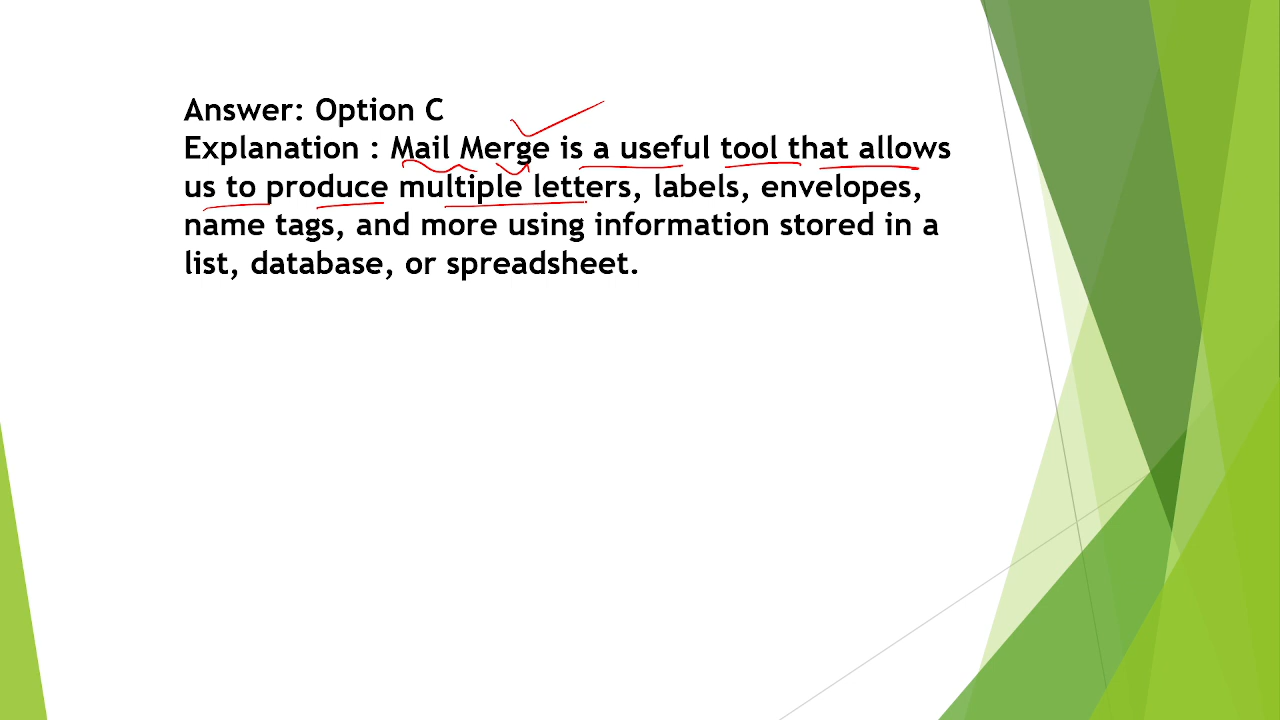 Answer: Option C
Explanation : Mail Merge is a useful tool that allows
us to produce multiple letters, labels, envelopes,
name tags, and more using information stored in a
list, database, or spreadsheet.